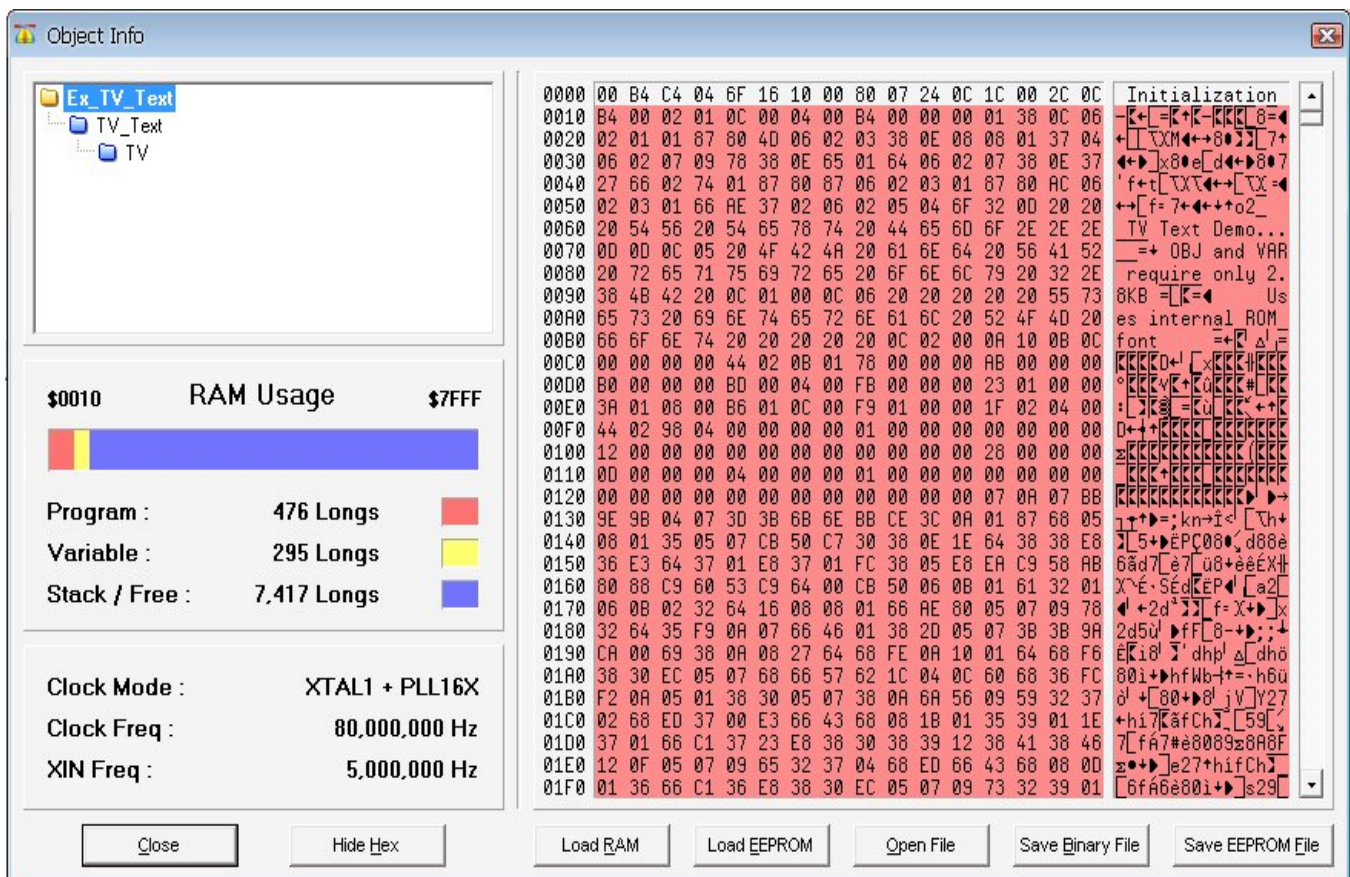 Object Info
Ex_TV_Text
TV_Text
TV
RAM Usage
$0010
$7FFF
Program : 476 Longs
Variable : 295 Longs
Stack / Free : 7,417 Longs
Clock Mode : XTAL1 + PLL16X
Clock Freq : 80,000,000 Hz
XIN Freq : 5,000,000 Hz
0000 00 B4 C4 04 6F 16 10 00 80 07 24 0C 1C 00 2C 0C Initialization
0010 B4 00 02 01 0C 00 04 00 B4 00 00 00 01 38 0C 06
0020 02 01 01 87 80 4D 06 02 03 38 0E 08 08 01 37 04
0030 06 02 07 09 78 38 0E 65 01 64 06 02 07 38 0E 37
0040 27 66 02 74 01 87 80 87 06 02 03 01 87 80 AC 06
0050 02 03 01 66 AE 37 02 06 02 05 04 6F 32 0D 20 20
0060 20 54 56 20 54 65 78 74 20 44 65 6D 6F 2E 2E 2E TV Text Demo...
0070 0D 0D 0C 05 20 4F 42 4A 20 61 6E 64 20 56 41 52 OBJ and VAR
0080 20 72 65 71 75 69 72 65 20 6F 6E 6C 79 20 32 2E require only 2.
0090 38 4B 42 20 0C 01 00 0C 06 20 20 20 20 20 55 73 8KB Us
00A0 65 73 20 69 6E 74 65 72 6E 61 6C 20 52 4F 4D 20 es internal ROM
00B0 66 6F 6E 74 20 20 20 20 20 0C 02 00 0A 10 0B 0C font
00C0 00 00 00 00 44 02 0B 01 78 00 00 00 AB 00 00 00
00D0 B0 00 00 00 BD 00 04 00 FB 00 00 00 23 01 00 00
00E0 3A 01 08 00 B6 01 0C 00 F9 01 00 00 1F 02 04 00
00F0 44 02 98 04 00 00 00 00 01 00 00 00 00 00 00 00
0100 12 00 00 00 00 00 00 00 00 00 00 00 28 00 00 00
0110 0D 00 00 00 04 00 00 00 01 00 00 00 00 00 00 00
0120 00 00 00 00 00 00 00 00 00 00 00 00 07 0A 07 BB
0130 9E 9B 04 07 3D 3B 6B 6E BB CE 3C 0A 01 87 68 05
0140 08 01 35 05 07 CB 50 C7 30 38 0E 1E 64 38 38 E8
0150 36 E3 64 37 01 E8 37 01 FC 38 05 E8 EA C9 58 AB
0160 60 88 C9 60 53 C9 64 00 CB 50 06 0B 01 61 32 01
0170 06 0B 02 32 64 16 08 08 01 66 AE 80 05 07 09 78
0180 32 64 35 F9 0A 07 66 46 01 38 2D 05 07 3B 3B 9A
0190 CA 00 69 38 0A 08 27 64 68 FE 0A 10 01 64 68 F6
01A0 38 30 EC 05 07 68 66 57 62 1C 04 0C 60 68 36 FC
01B0 F2 0A 05 01 38 30 05 07 38 0A 6A 56 09 59 32 37
01C0 02 68 ED 37 00 E3 66 43 68 08 1B 01 35 39 01 1E
01D0 37 01 66 C1 37 23 E8 38 30 38 39 12 38 41 38 46
01E0 12 0F 05 07 09 65 32 37 04 68 ED 66 43 68 08 0D
01F0 01 36 66 C1 36 E8 38 30 EC 05 07 09 73 32 39 01
Close
Hide Hex
Load RAM
Load EEPROM
Open File
Save Binary File
Save EEPROM File